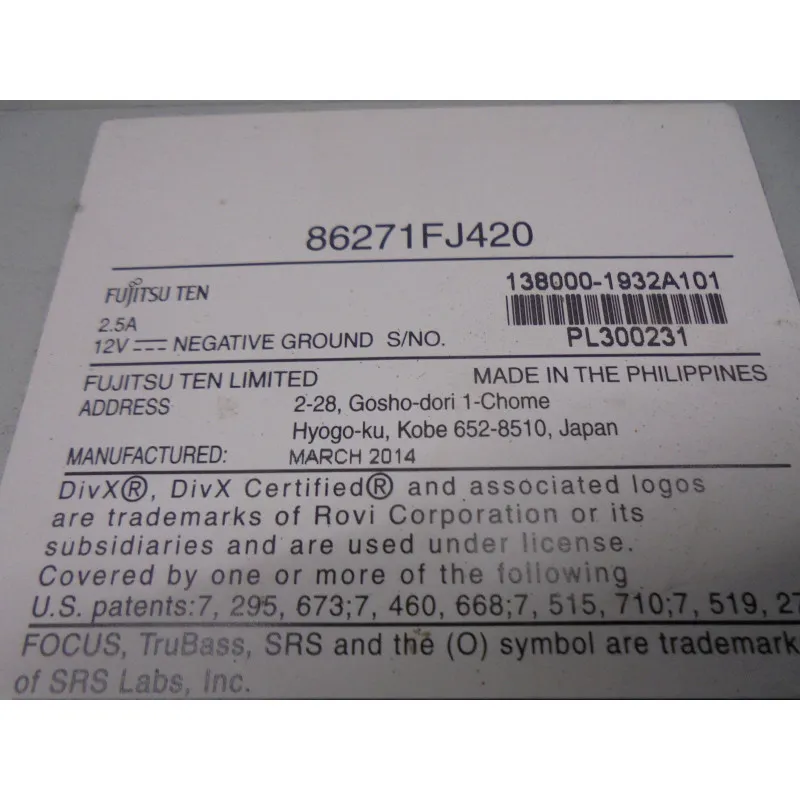 86271FJ420
FUJITSU TEN
138000-1932A101
2.5A
12V NEGATIVE GROUND S/NO.
PL300231
FUJITSU TEN LIMITED MADE IN THE PHILIPPINES
ADDRESS 2-28, Gosho-dori 1-Chome
Hyogo-ku, Kobe 652-8510, Japan
MANUFACTURED: MARCH 2014
DivX®, DivX Certified® and associated logos
are trademarks of Rovi Corporation or its
subsidiaries and are used under license.
Covered by one or more of the following
U.S. patents:7, 295, 673;7, 460, 668;7, 515, 710;7, 519, 27
FOCUS, TruBass, SRS and the (O) symbol are trademark
of SRS Labs, Inc.